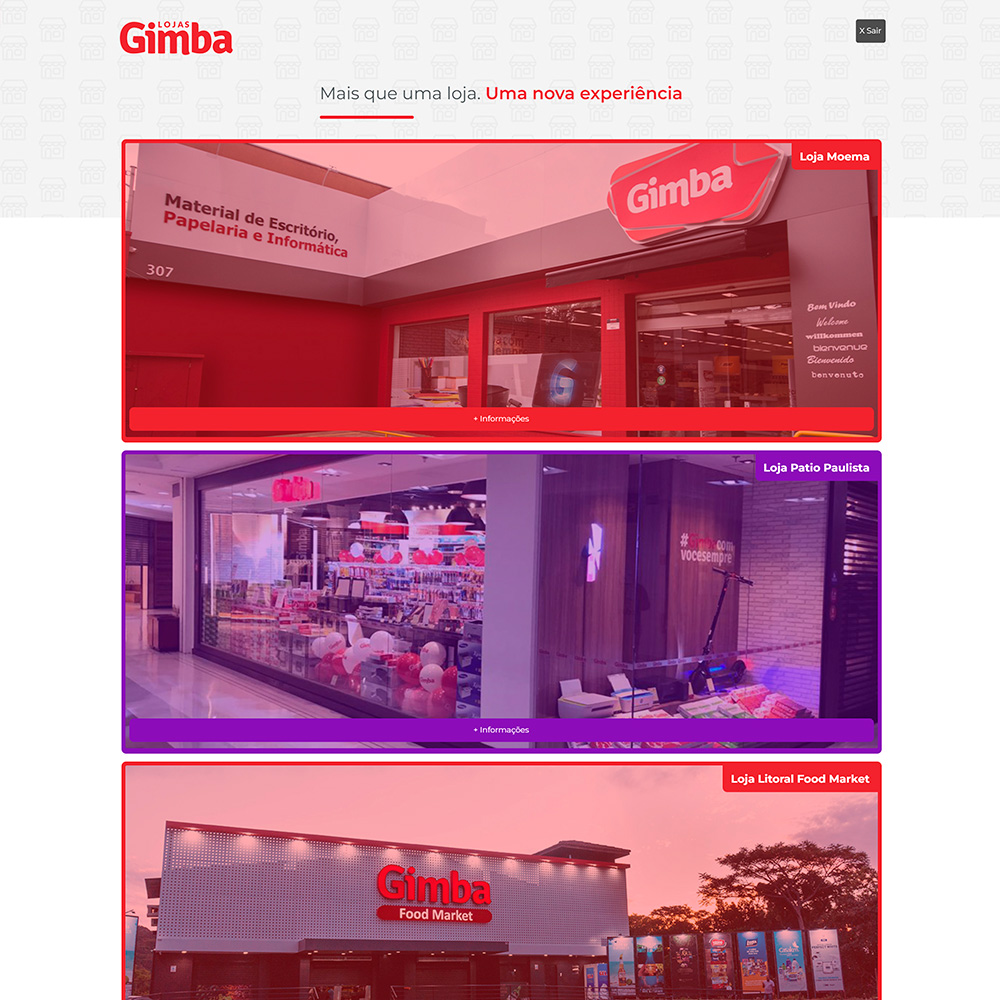 LOJAS
Gimba
X Sair
Mais que uma loja. Uma nova experiência
Loja Moema
Gimba
Material de Escritório,
Papelaria e Informática
307
Bem Vindo
Welcome
willkommen
bienvenue
Bienvenido
benvenuto
G
+ Informações
Loja Patio Paulista
#Gimbacom
vocêsempre
+ Informações
Loja Litoral Food Market
Gimba
Food Market